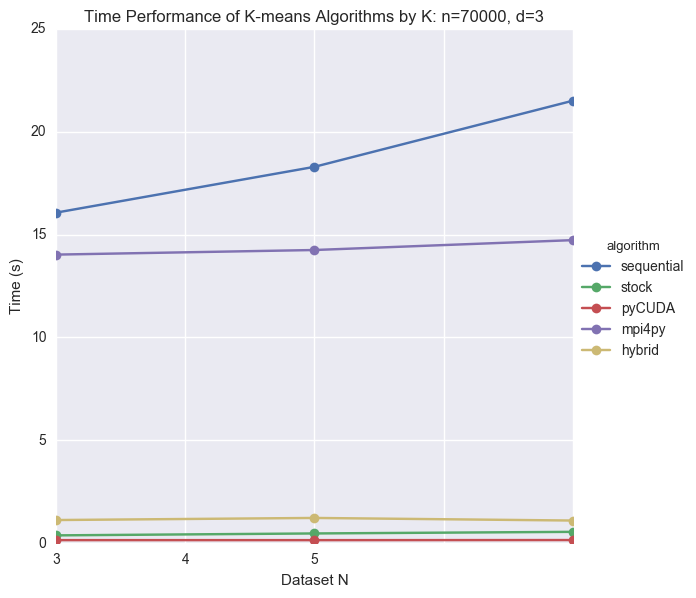 Time Performance of K-means Algorithms by K: n=70000, d=3
25
20
15
10
5
0
Time (s)
3
4
5
Dataset N
algorithm
sequential
stock
pyCUDA
mpi4py
hybrid